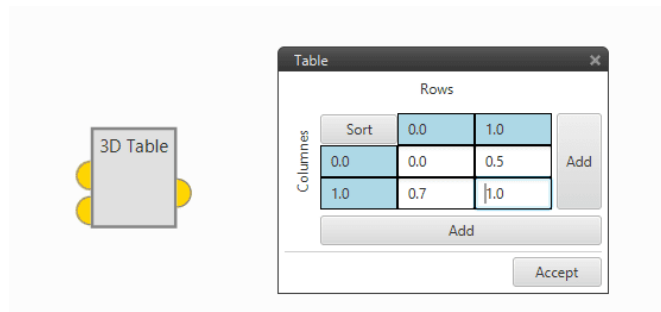 Table
Rows
3D Table
Columnes
Sort 0.0 1.0
0.0 0.0 0.5 Add
1.0 0.7 1.0
Add
Accept